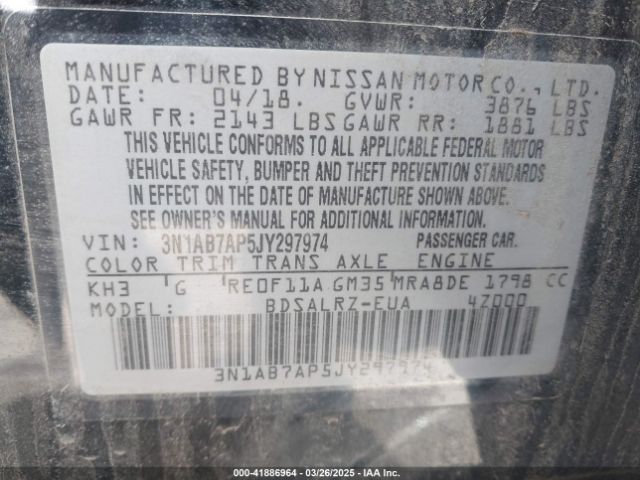 MANUFACTURED BY NISSAN MOTOR CO., LTD.
DATE: 04/18. GVWR: 3876 LBS
GAWR FR: 2143 LBS GAWR RR: 1881 LBS
THIS VEHICLE CONFORMS TO ALL APPLICABLE FEDERAL MOTOR
VEHICLE SAFETY, BUMPER AND THEFT PREVENTION STANDARDS
IN EFFECT ON THE DATE OF MANUFACTURE SHOWN ABOVE.
SEE OWNER'S MANUAL FOR ADDITIONAL INFORMATION.
VIN: 3N1AB7AP5JY297974 PASSENGER CAR.
COLOR TRIM TRANS AXLE ENGINE
KH3 G RE0F11A GM35 MRA8DE 1798 CC
MODEL: BDSALRZ-EUA 4Z000
3N1AB7AP5JY297974
000-41886964 | 03/26/2025 - IAA Inc.